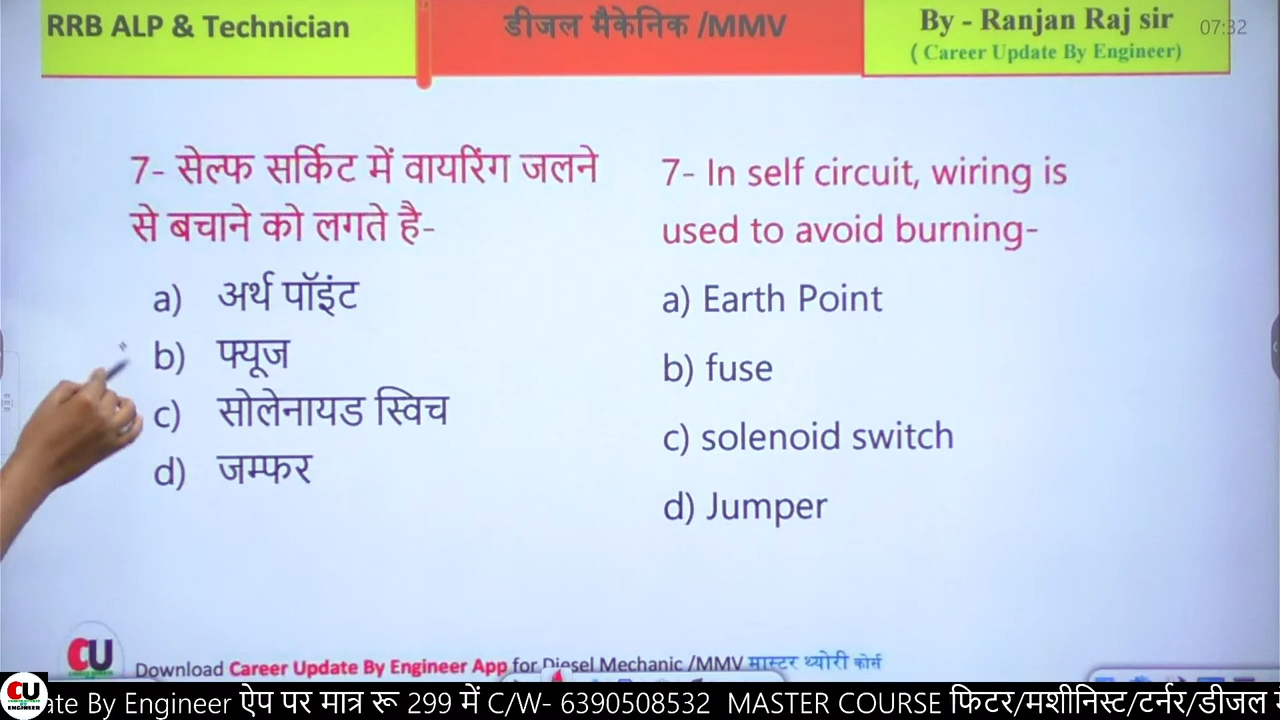 RRB ALP & Technician
डीजल मैकेनिक /MMV
By - Ranjan Raj sir
( Career Update By Engineer)
07:32
7- सेल्फ सर्किट में वायरिंग जलने
से बचाने को लगते है-
a) अर्थ पॉइंट
b) फ्यूज
c) सोलेनायड स्विच
d) जम्फर
7- In self circuit, wiring is
used to avoid burning-
a) Earth Point
b) fuse
c) solenoid switch
d) Jumper
CU
Download Career Update By Engineer App for Diesel Mechanic /MMV मास्टर थ्योरी कोर्स
CU
ENGINEER
ate By Engineer ऐप पर मात्र रू 299 में C/W- 6390508532 MASTER COURSE फिटर/मशीनिस्ट/टर्नर/डीजल